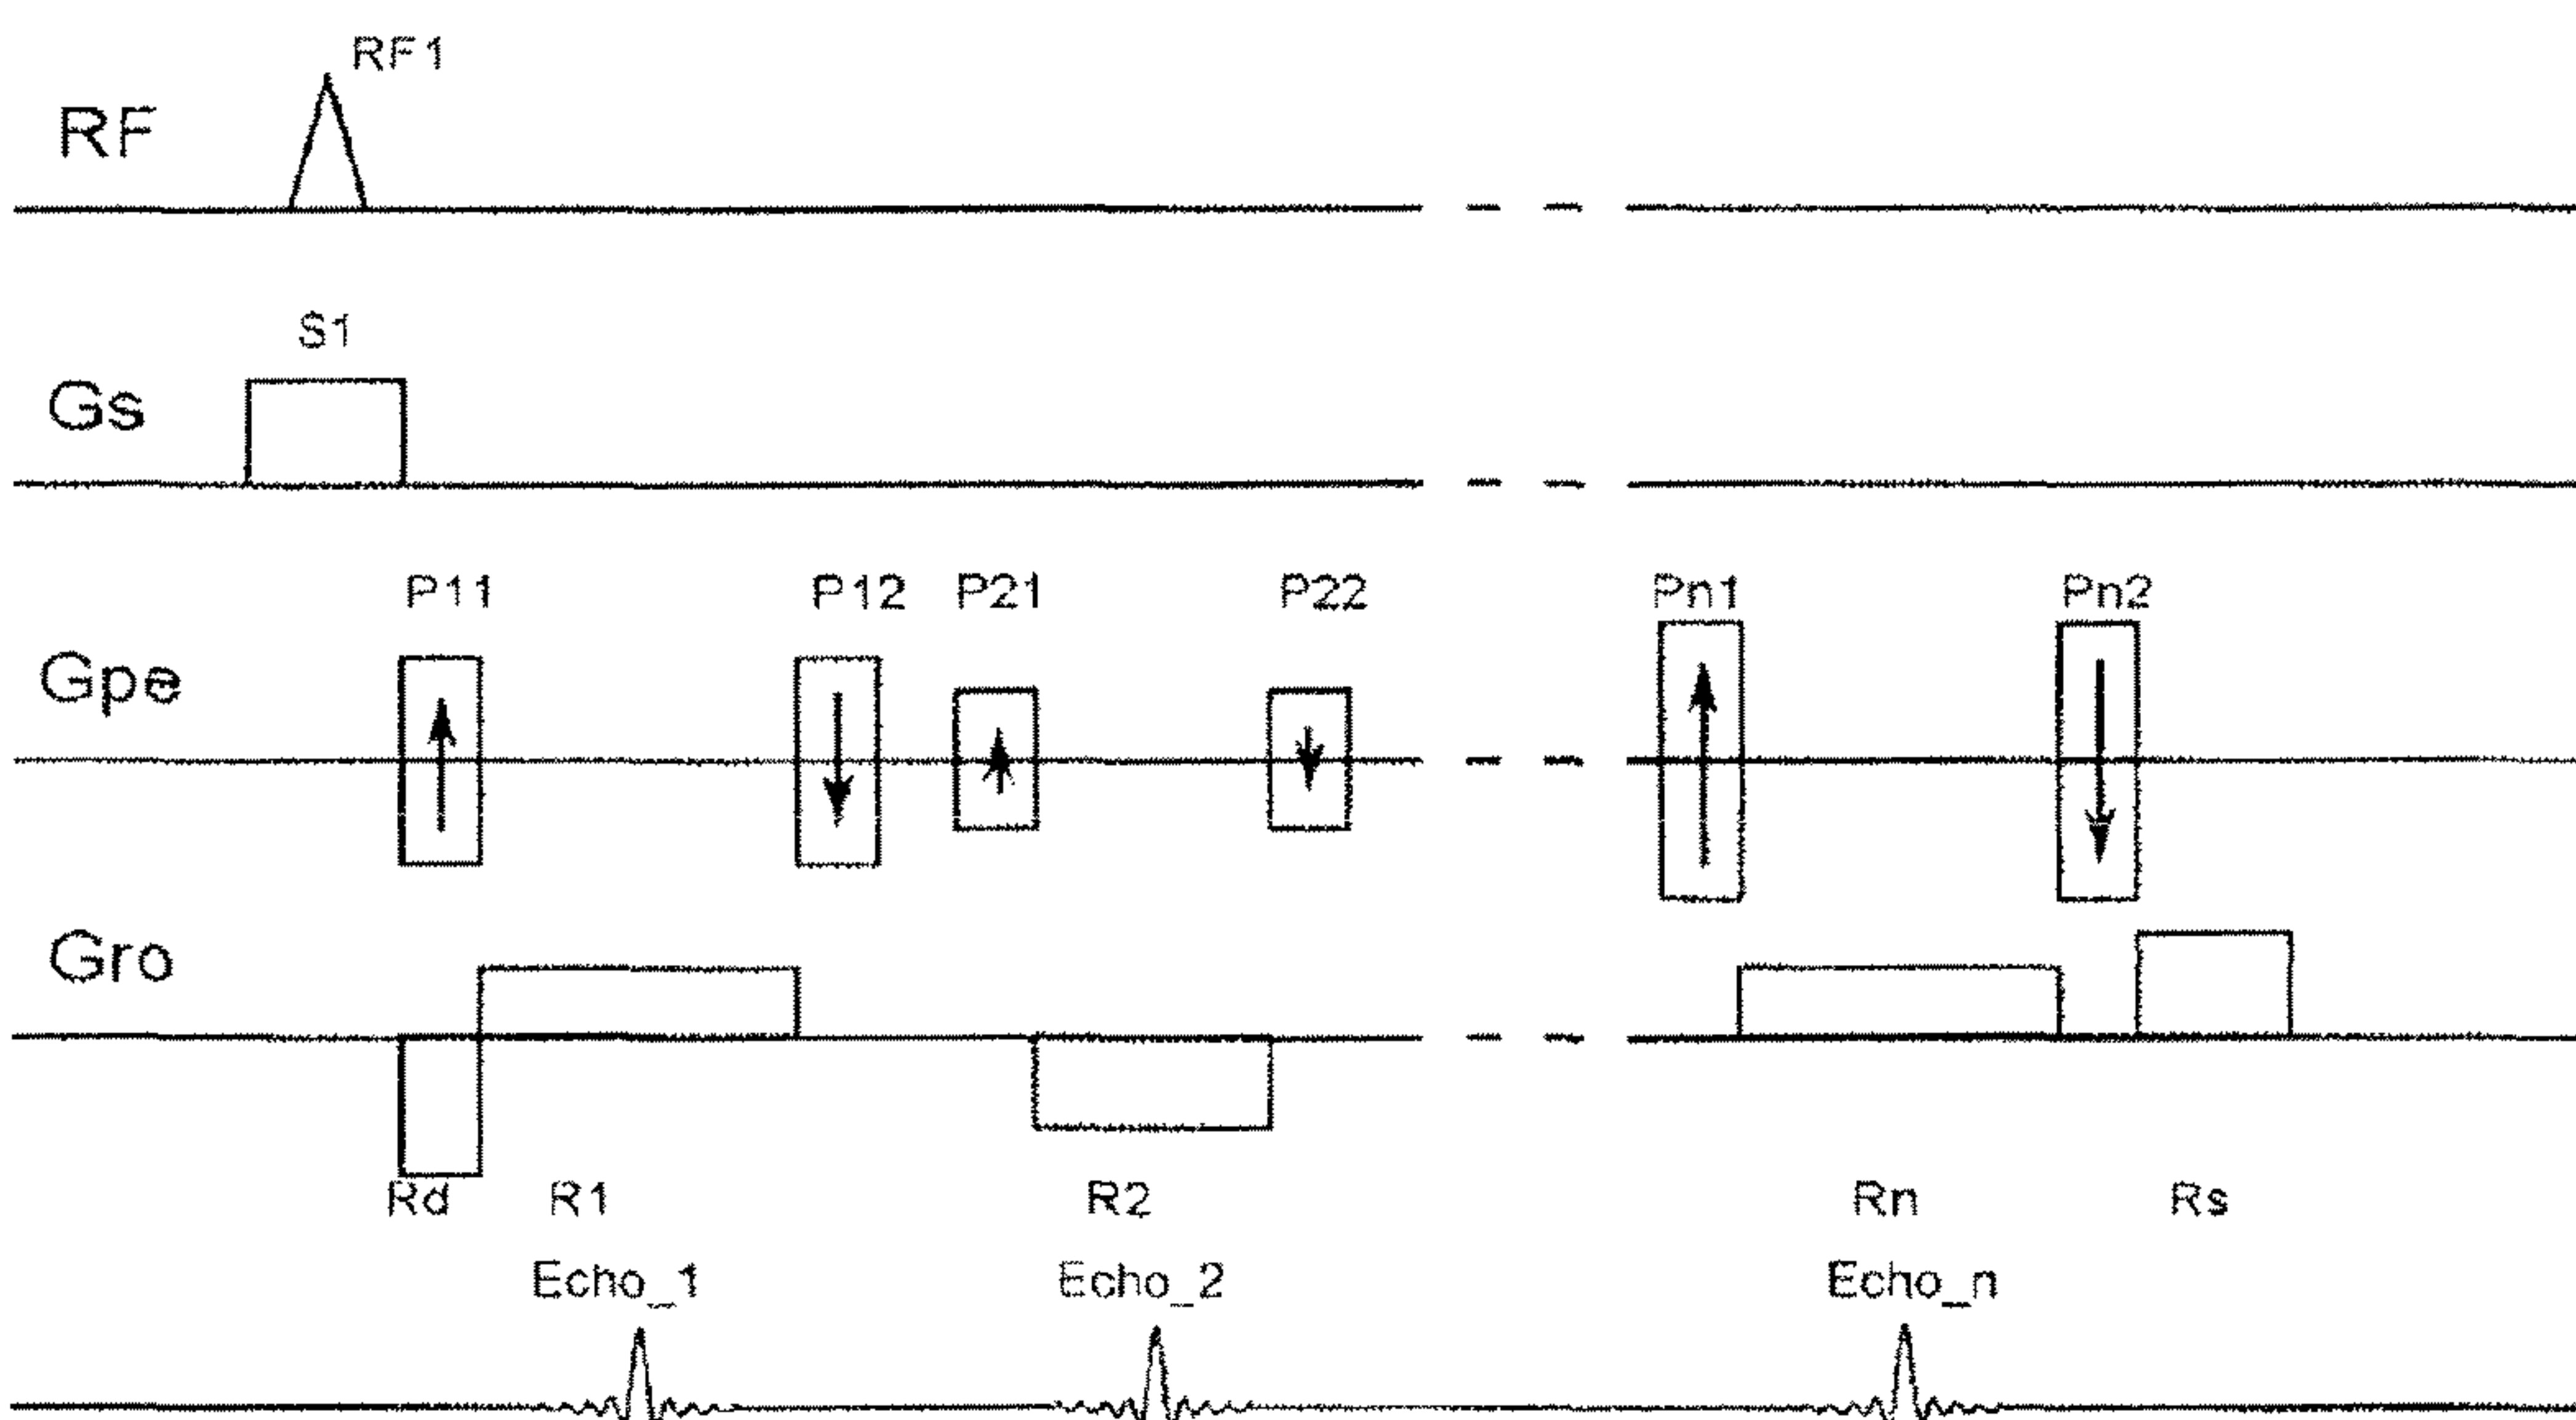 RF1
RF
S1
Gs
P11 P12 P21 P22 Pn1 Pn2
Gpe
Gro
Rd R1 R2 Rn Rs
Echo_1 Echo_2 Echo_n